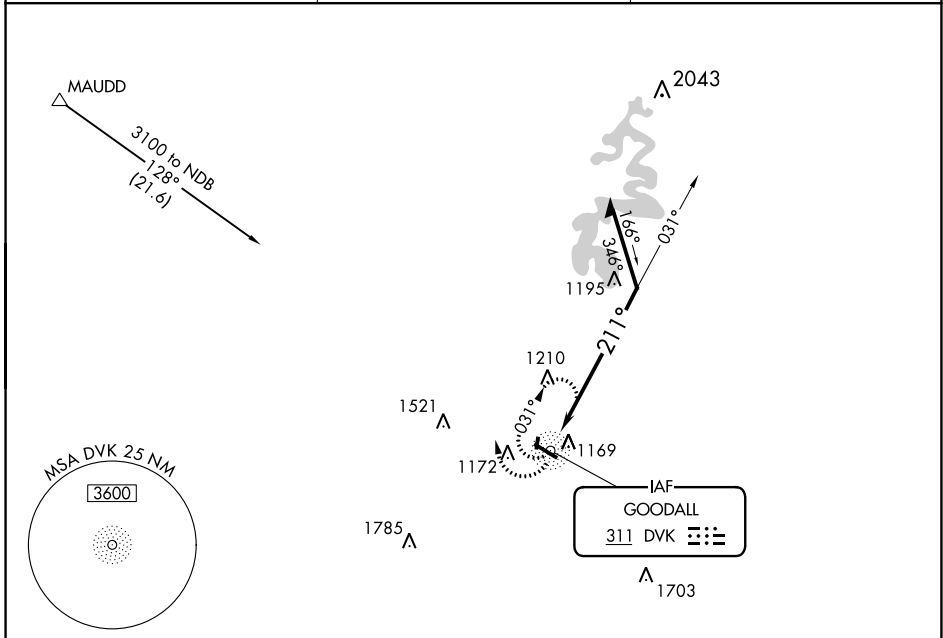 MAUDD
3100 to NDB
128°
(21.6)
2043
166°
346°
031°
1195
211°
1210
031°
1521
1169
1172
MSA DVK 25 NM
3600
IAF
GOODALL
311 DVK
1785
1703